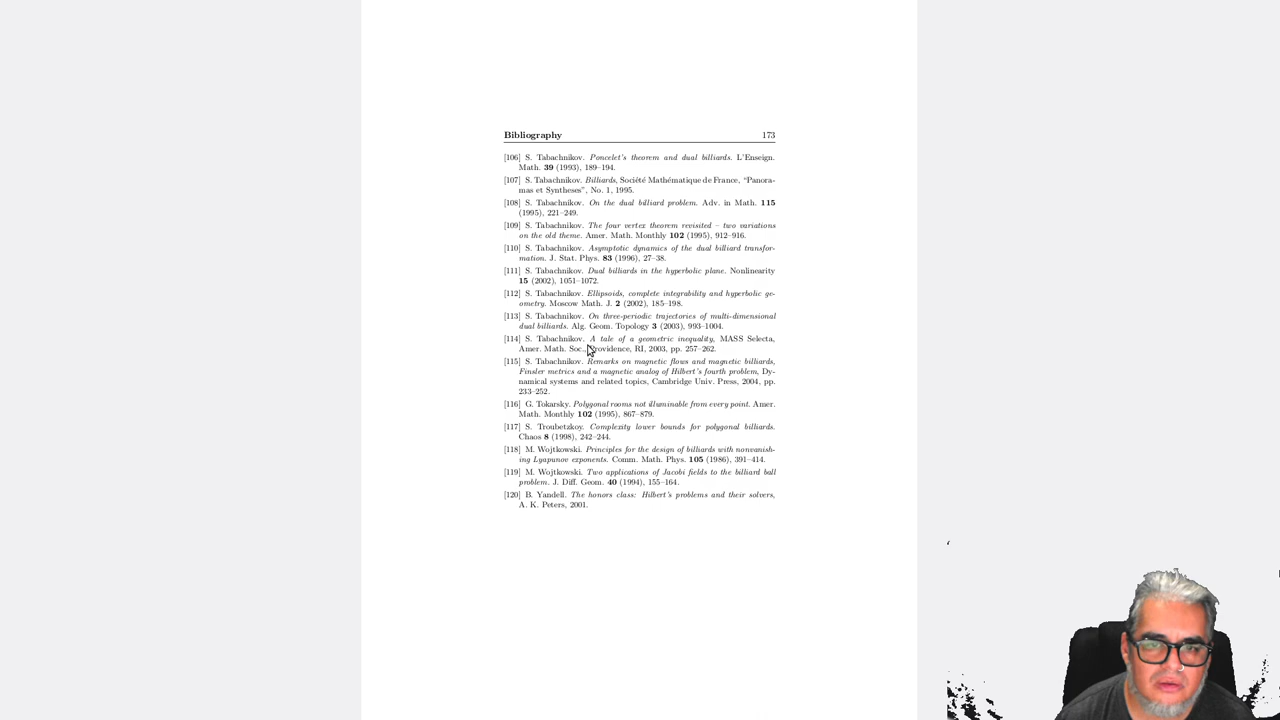 Bibliography 173
[106] S. Tabachnikov. Poncelet's theorem and dual billiards. L'Enseign.
Math. 39 (1993), 189–194.
[107] S. Tabachnikov. Billiards, Société Mathématique de France, “Panora-
mas et Syntheses”, No. 1, 1995.
[108] S. Tabachnikov. On the dual billiard problem. Adv. in Math. 115
(1995), 221–249.
[109] S. Tabachnikov. The four vertex theorem revisited – two variations
on the old theme. Amer. Math. Monthly 102 (1995), 912–916.
[110] S. Tabachnikov. Asymptotic dynamics of the dual billiard transfor-
mation. J. Stat. Phys. 83 (1996), 27–38.
[111] S. Tabachnikov. Dual billiards in the hyperbolic plane. Nonlinearity
15 (2002), 1051–1072.
[112] S. Tabachnikov. Ellipsoids, complete integrability and hyperbolic ge-
ometry. Moscow Math. J. 2 (2002), 185–198.
[113] S. Tabachnikov. On three-periodic trajectories of multi-dimensional
dual billiards. Alg. Geom. Topology 3 (2003), 993–1004.
[114] S. Tabachnikov. A tale of a geometric inequality, MASS Selecta,
Amer. Math. Soc., Providence, RI, 2003, pp. 257–262.
[115] S. Tabachnikov. Remarks on magnetic flows and magnetic billiards,
Finsler metrics and a magnetic analog of Hilbert's fourth problem, Dy-
namical systems and related topics, Cambridge Univ. Press, 2004, pp.
233–252.
[116] G. Tokarsky. Polygonal rooms not illuminable from every point. Amer.
Math. Monthly 102 (1995), 867–879.
[117] S. Troubetzkoy. Complexity lower bounds for polygonal billiards.
Chaos 8 (1998), 242–244.
[118] M. Wojtkowski. Principles for the design of billiards with nonvanish-
ing Lyapunov exponents. Comm. Math. Phys. 105 (1986), 391–414.
[119] M. Wojtkowski. Two applications of Jacobi fields to the billiard ball
problem. J. Diff. Geom. 40 (1994), 155–164.
[120] B. Yandell. The honors class: Hilbert's problems and their solvers,
A. K. Peters, 2001.